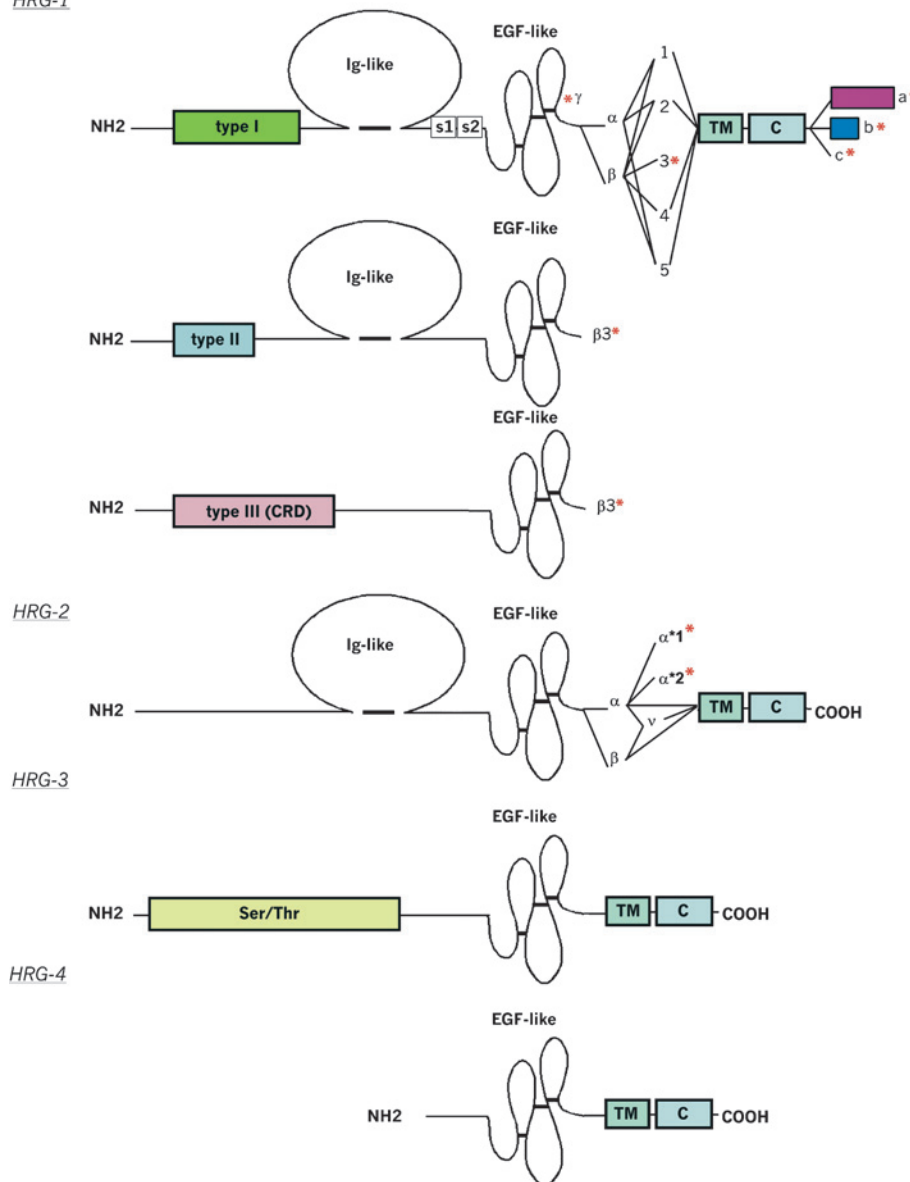 HRG-1
EGF-like
Ig-like
1
* γ
a*
NH2 type I s1 s2 α 2 TM C b *
β 3* c*
4
5
EGF-like
Ig-like
NH2 type II β3*
EGF-like
NH2 type III (CRD) β3*
HRG-2
EGF-like
Ig-like
α*1*
α*2*
NH2 α ν TM C COOH
β
HRG-3
EGF-like
NH2 Ser/Thr TM C COOH
HRG-4
EGF-like
NH2 TM C COOH